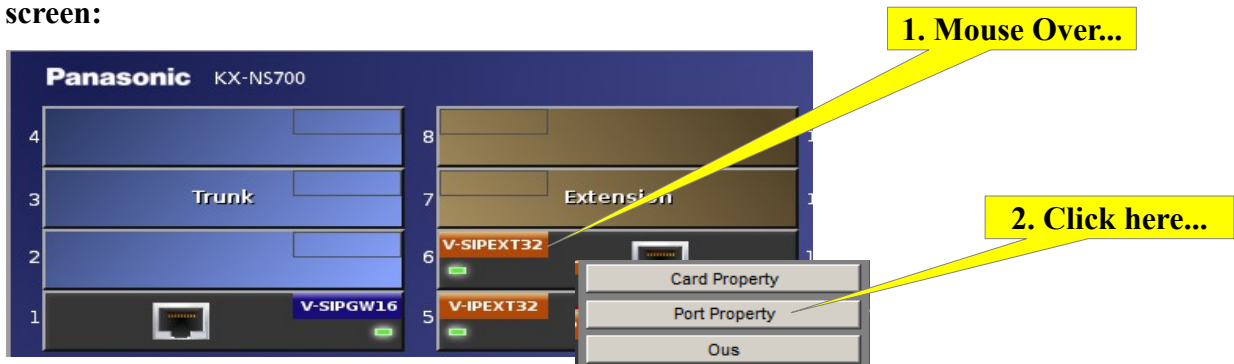 screen:
1. Mouse Over...
Panasonic KX-NS700
4
8
3 Trunk
7 Extension
2. Click here...
2
6 V-SIPEXT32
Card Property
1 V-SIPGW16
5 V-IPEXT32
Port Property
Ous